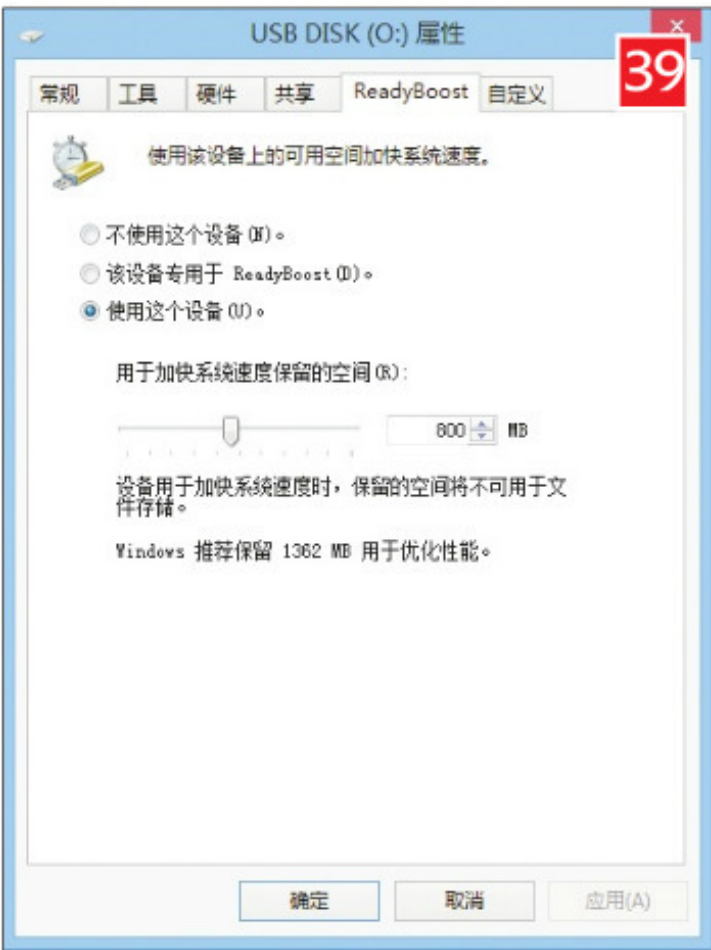 USB DISK (O:) 属性
39
常规 工具 硬件 共享 ReadyBoost 自定义
使用该设备上的可用空间加快系统速度。
不使用这个设备(N)。
该设备专用于 ReadyBoost(D)。
使用这个设备(U)。
用于加快系统速度保留的空间(R):
800 MB
设备用于加快系统速度时，保留的空间将不可用于文
件存储。
Windows 推荐保留 1362 MB 用于优化性能。
确定 取消 应用(A)